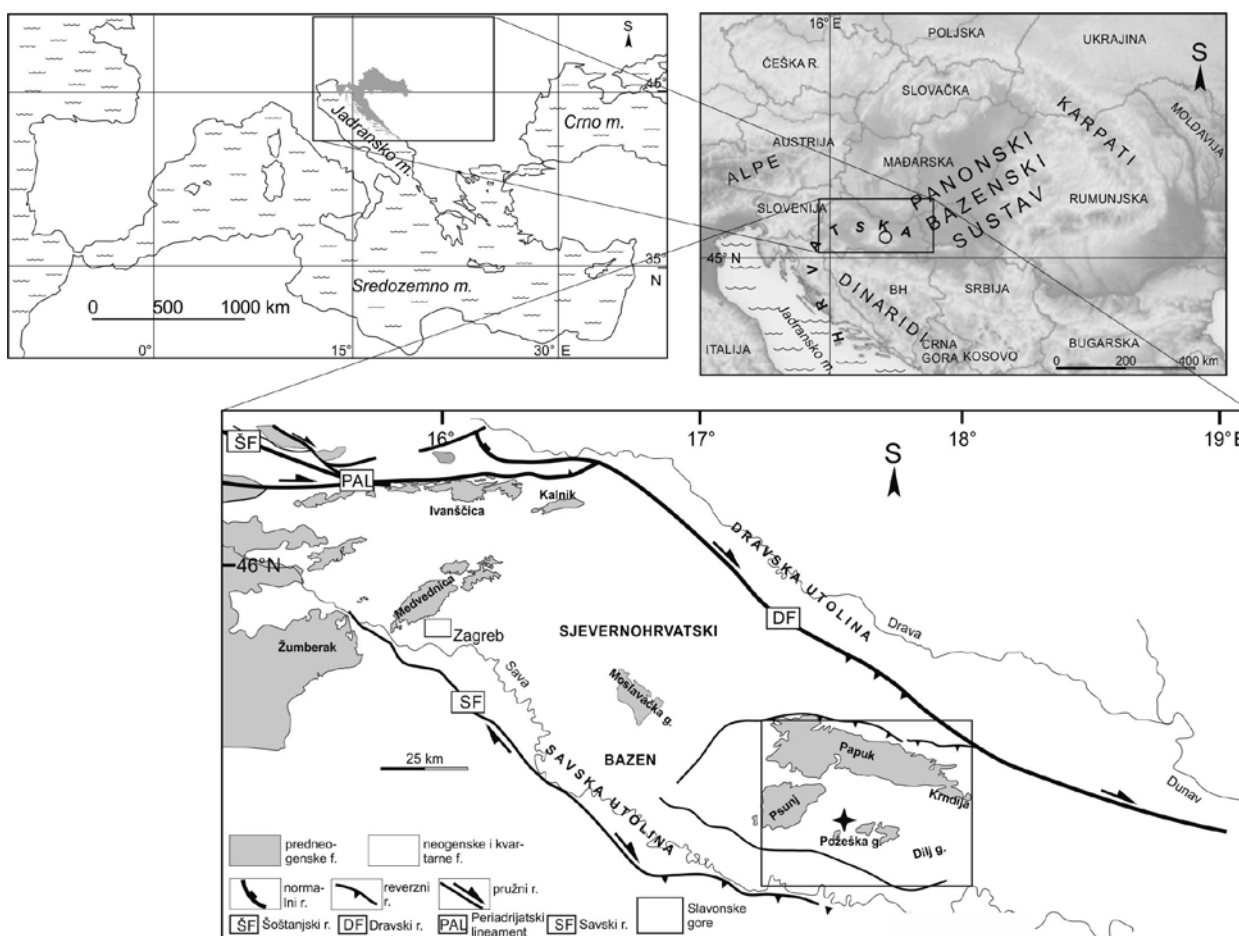 S
45°
Jadransko m.
Crno m.
35°
N
Sredozemno m.
0 500 1000 km
0°
15°
30° E
16° E
POLJSKA
UKRAJINA
S
ČEŠKA R.
SLOVAČKA
KARPATI
MOLDAVIJA
AUSTRIJA
MAĐARSKA
ALPE
PANONSKI
BAZENSKI
SUSTAV
RUMUNJSKA
SLOVENIJA
HRVATSKA
45° N
DINARIDI
BH
SRBIJA
Jadransko m.
ITALIJA
CRNA
GORA
KOSOVO
BUGARSKA
0 200 400 km
16°
17°
18°
19° E
ŠF
S
PAL
Ivanščica
Kalnik
46°N
DRAVSKA UTOLINA
Medvednica
Drava
Zagreb
SJEVERNOHRVATSKI
DF
Žumberak
Sava
Moslavačka g.
SF
25 km
BAZEN
SAVSKA UTOLINA
Papuk
Krndija
Dunav
Psunj
Požeška g.
Dilj g.
predneo-
genske f.
neogenske i kvar-
tarne f.
norma-
lni r.
reverzni
r.
pružni r.
ŠF Šoštanjski r.
DF Dravski r.
PAL Periadrijatski
lineament
SF Savski r.
Slavonske
gore